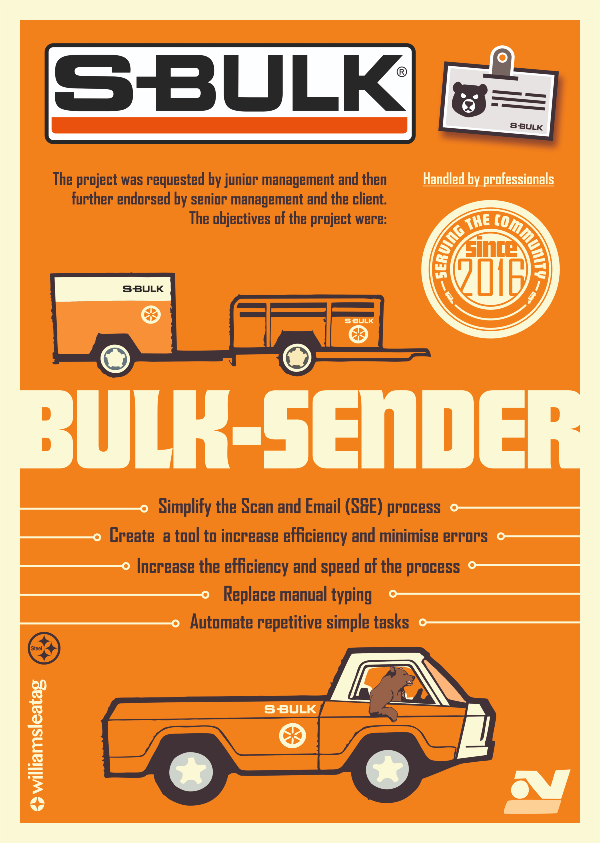 S-BULK®
S-BULK
The project was requested by junior management and then
further endorsed by senior management and the client.
The objectives of the project were:
Handled by professionals
SERVING THE COMMUNITY
since
2016
S-BULK
S-BULK
BULK-SENDER
Simplify the Scan and Email (S&E) process
Create a tool to increase efficiency and minimise errors
Increase the efficiency and speed of the process
Replace manual typing
Automate repetitive simple tasks
Steel
S-BULK
williamsleatag